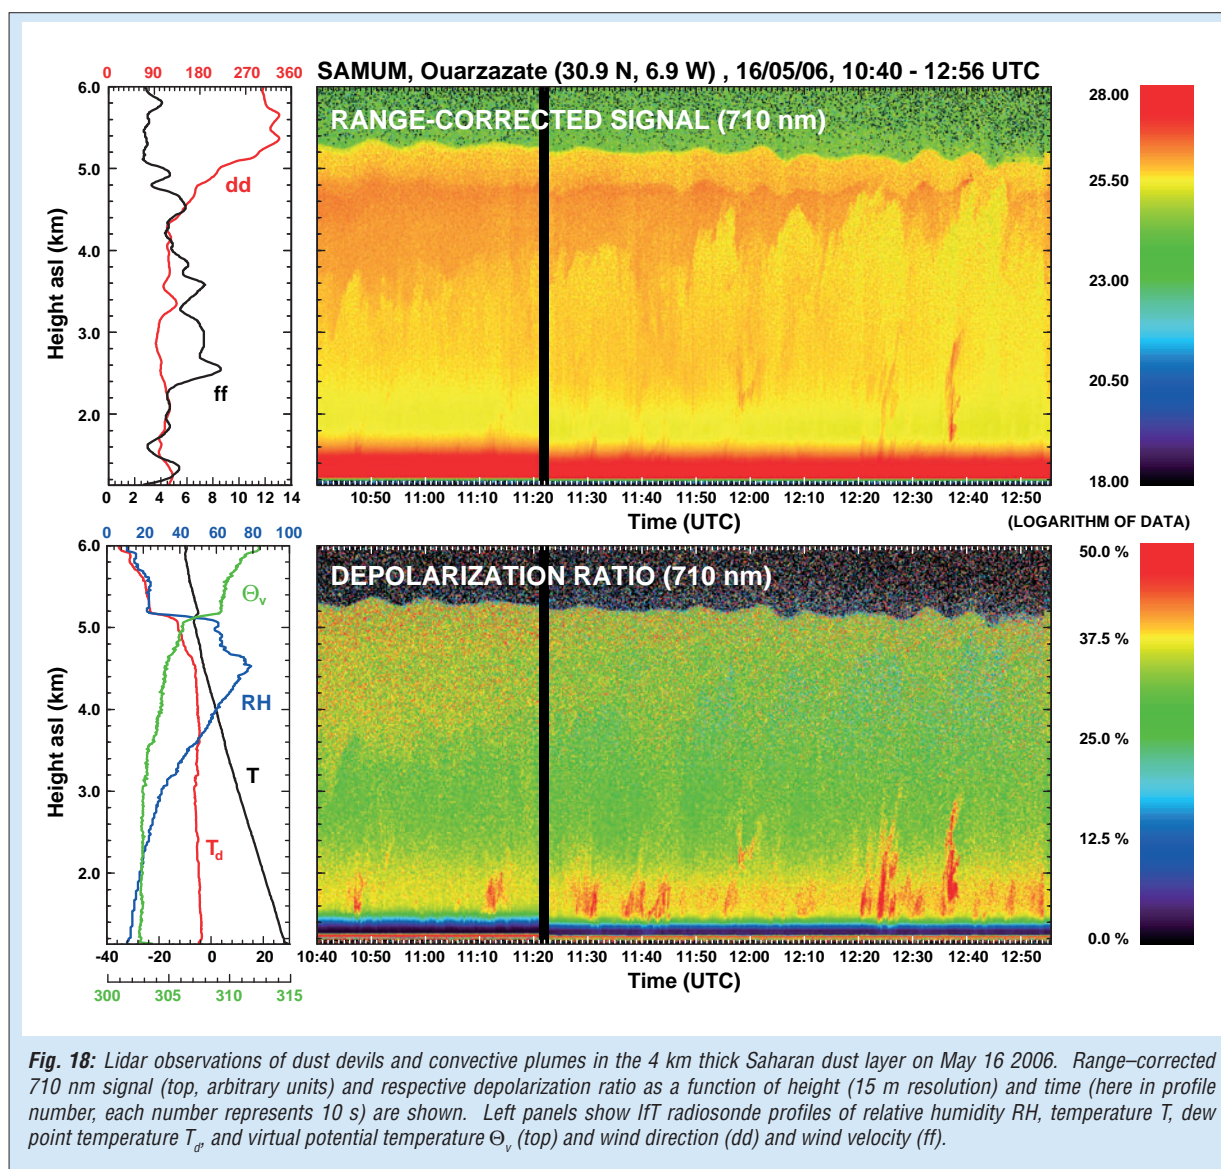 0 90 180 270 360
SAMUM, Ouarzazate (30.9 N, 6.9 W) , 16/05/06, 10:40 - 12:56 UTC
RANGE-CORRECTED SIGNAL (710 nm)
6.0
5.0
4.0
3.0
2.0
Height asl (km)
dd
ff
0 2 4 6 8 10 12 14
10:50 11:00 11:10 11:20 11:30 11:40 11:50 12:00 12:10 12:20 12:30 12:40 12:50
Time (UTC)
28.00
25.50
23.00
20.50
18.00
(LOGARITHM OF DATA)
0 20 40 60 80 100
DEPOLARIZATION RATIO (710 nm)
6.0
5.0
4.0
3.0
2.0
Height asl (km)
Θv
RH
T
Td
-40 -20 0 20
300 305 310 315
10:40 10:50 11:00 11:10 11:20 11:30 11:40 11:50 12:00 12:10 12:20 12:30 12:40 12:50
Time (UTC)
50.0 %
37.5 %
25.0 %
12.5 %
0.0 %
Fig. 18: Lidar observations of dust devils and convective plumes in the 4 km thick Saharan dust layer on May 16 2006. Range–corrected
710 nm signal (top, arbitrary units) and respective depolarization ratio as a function of height (15 m resolution) and time (here in profile
number, each number represents 10 s) are shown. Left panels show IfT radiosonde profiles of relative humidity RH, temperature T, dew
point temperature Td, and virtual potential temperature Θv (top) and wind direction (dd) and wind velocity (ff).